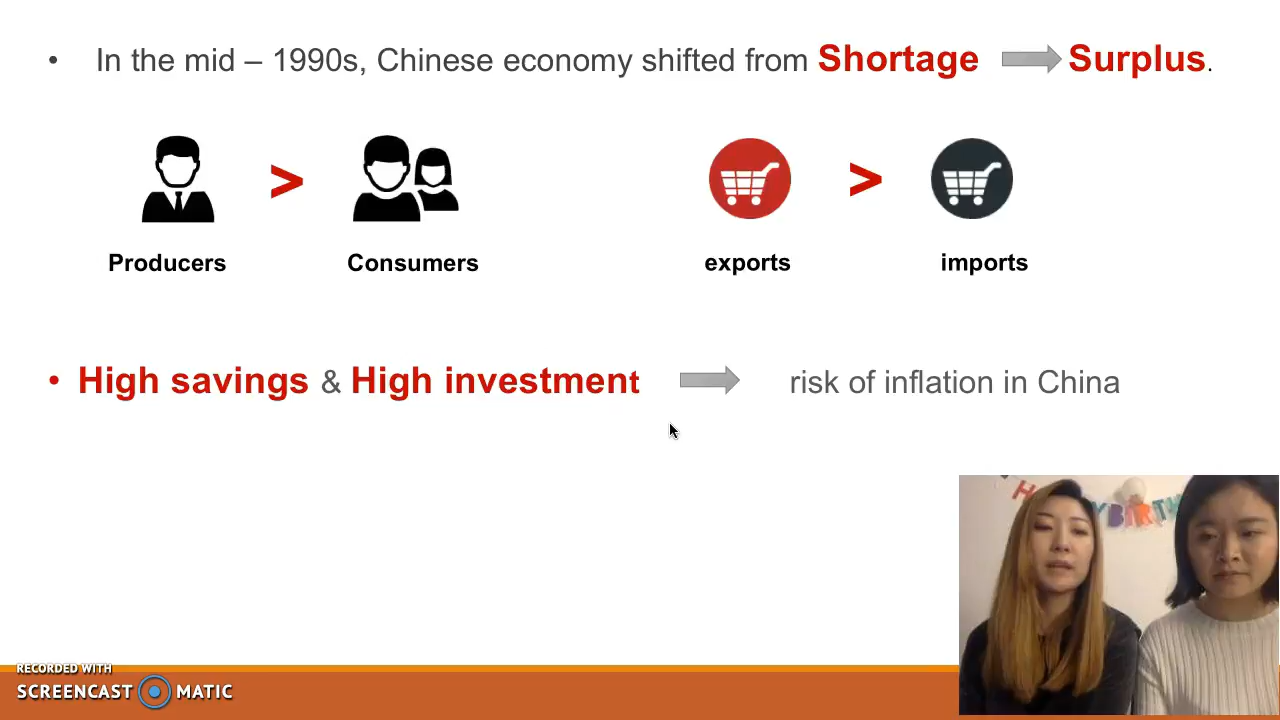 • In the mid – 1990s, Chinese economy shifted from Shortage Surplus.
> >
Producers Consumers exports imports
• High savings & High investment risk of inflation in China
RECORDED WITH
SCREENCAST MATIC